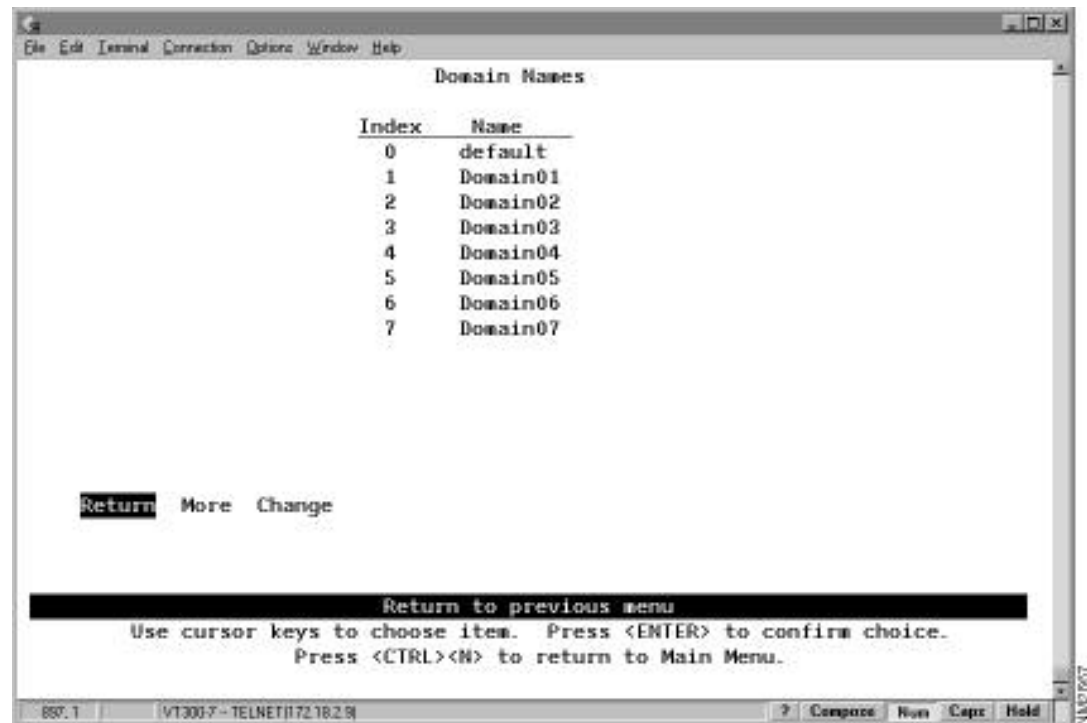 File Edit Terminal Connection Options Window Help
Domain Names
Index Name
0 default
1 Domain01
2 Domain02
3 Domain03
4 Domain04
5 Domain05
6 Domain06
7 Domain07
Return More Change
Return to previous menu
Use cursor keys to choose item. Press <ENTER> to confirm choice.
Press <CTRL><N> to return to Main Menu.
VT300-7 -- TELNET(172.18.2.9) ? Compose Num Caps Hold